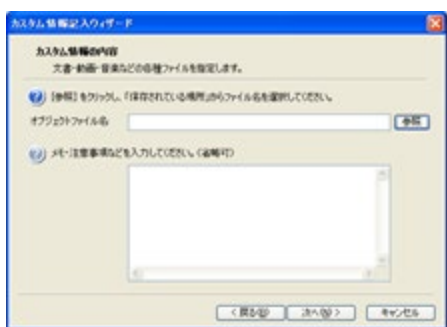 カスタム情報記入ウィザード
カスタム情報の内容
文書・動画・音楽などの各種ファイルを指定します。
[参照]をクリックし、「保存されている場所」からファイル名を選択してください。
オブジェクトファイル名
参照
メモ・注意事項などを入力してください。(省略可)
< 戻る(B)
次へ(N) >
キャンセル